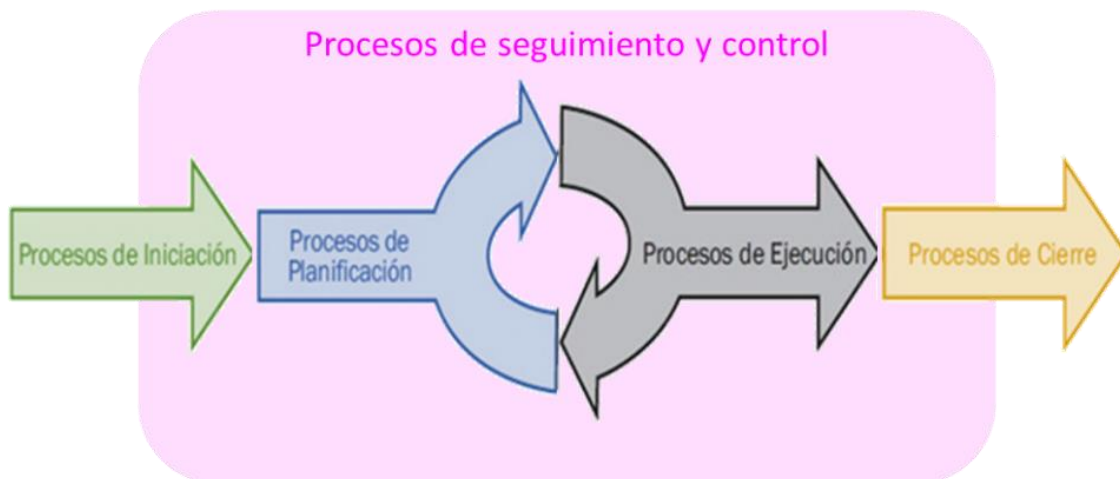 Procesos de seguimiento y control
Procesos de Iniciación
Procesos de
Planificación
Procesos de Ejecución
Procesos de Cierre